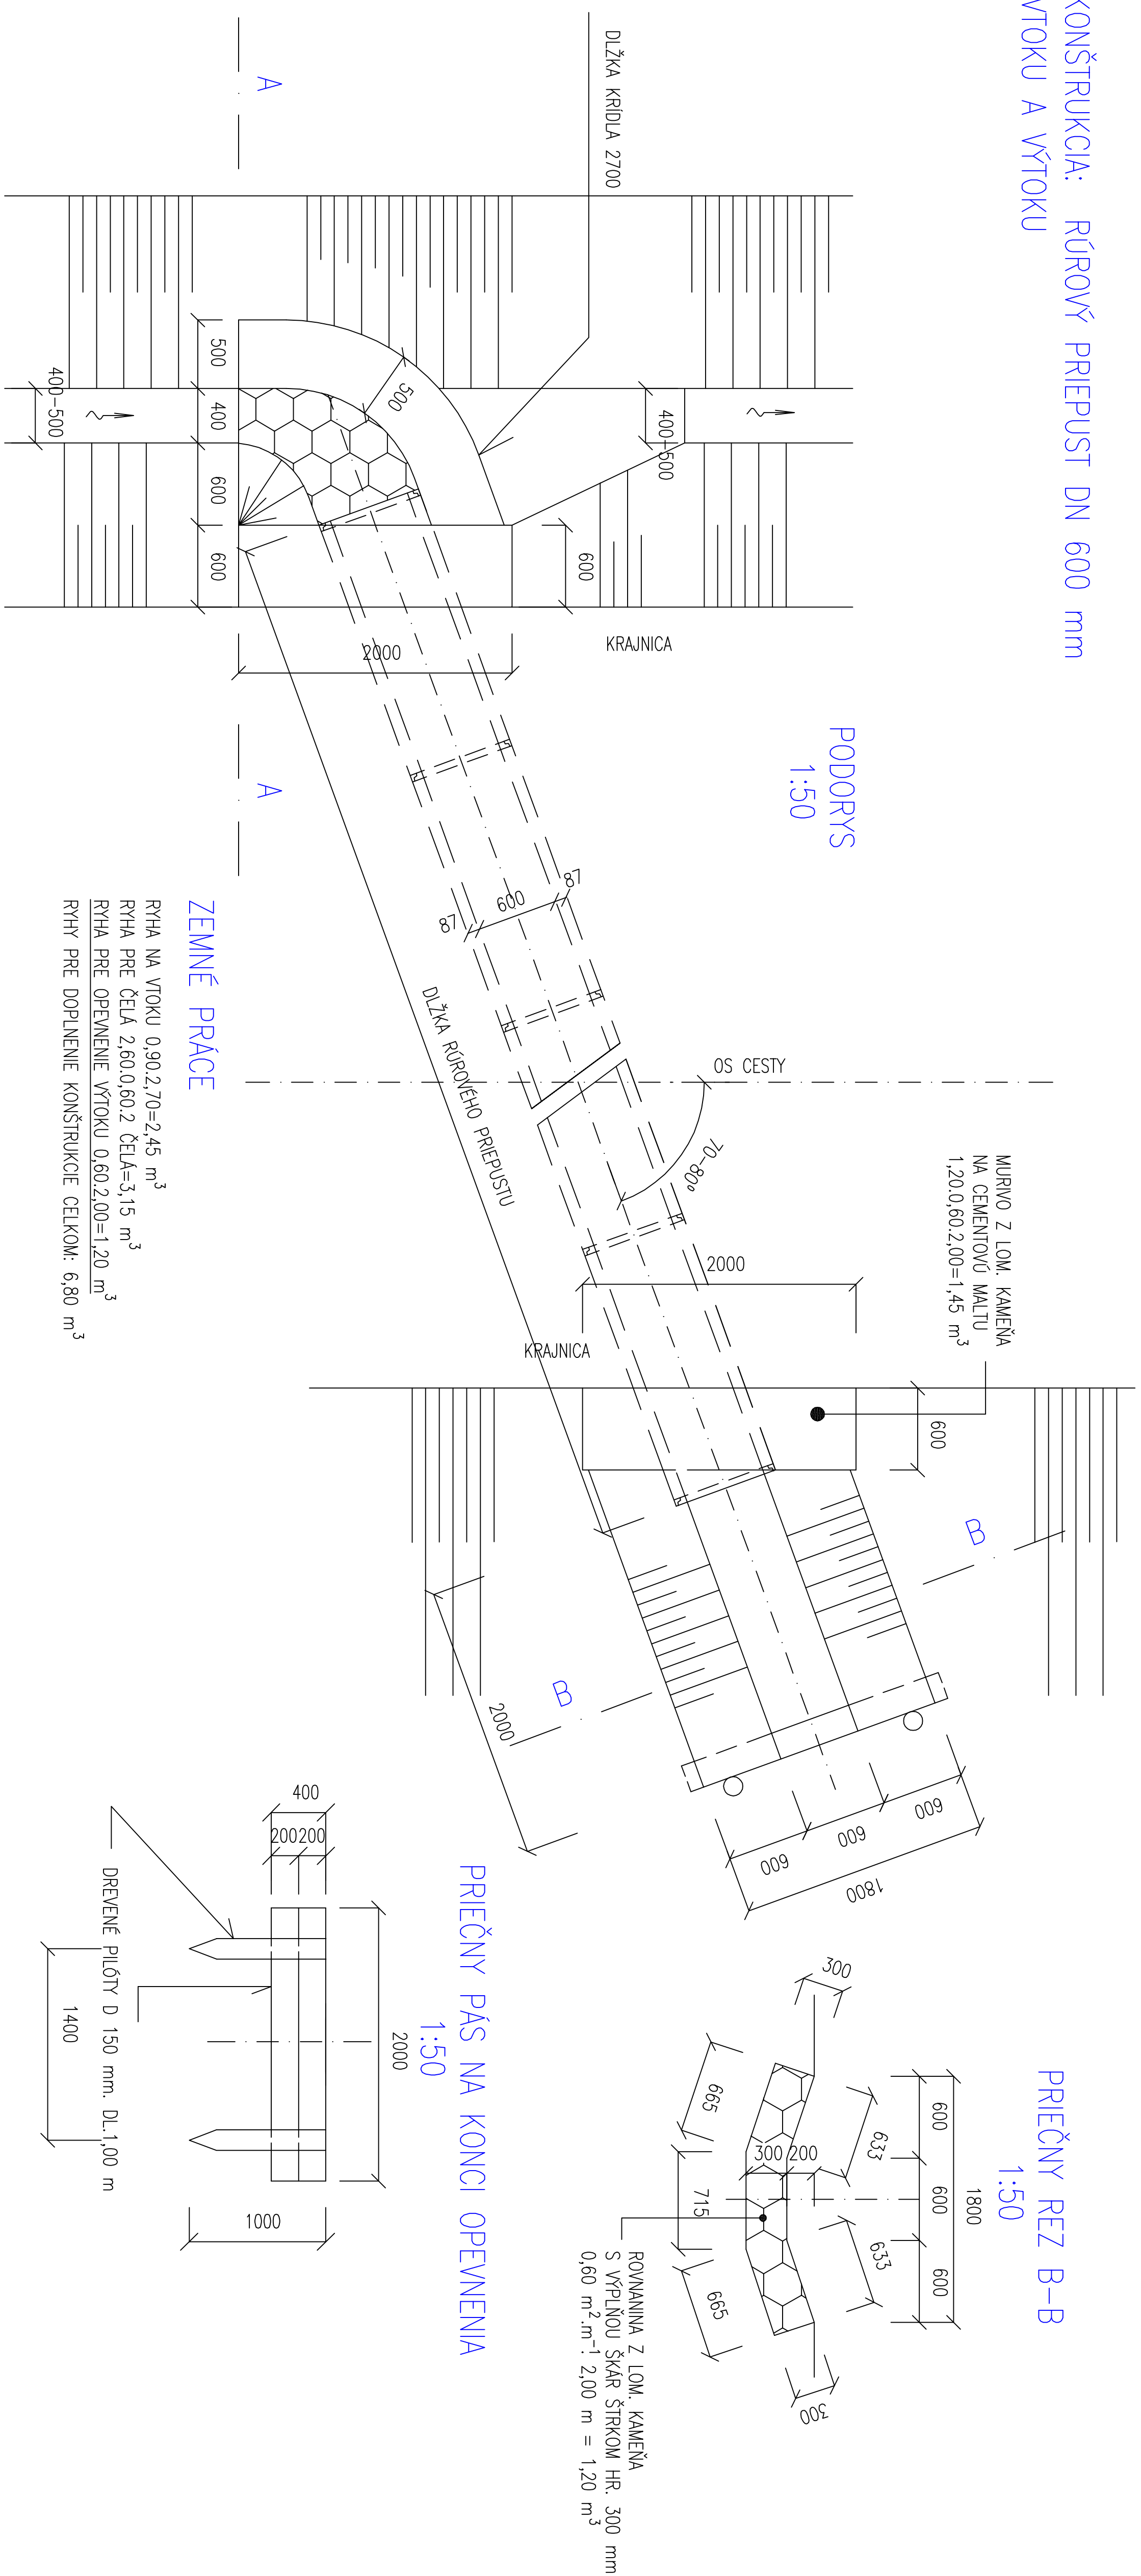 KONŠTRUKCIA: RÚROVÝ PRIEPUST DN 600 mm
VTOKU A VÝTOKU
PODORYS
1:50
DLŽKA KRÍDLA 2700
A
A
500
400
600
600
500
400-500
400-500
600
2000
KRAJNICA
87
600
87
DLŽKA RÚROVÉHO PRIEPUSTU
OS CESTY
70-80°
MURIVO Z LOM. KAMEŇA
NA CEMENTOVÚ MALTU
1,20.0,60.2,00=1,45 m³
2000
KRAJNICA
600
B
B
2000
600
600
600
1800
ZEMNÉ PRÁCE
RYHA NA VTOKU 0,90.2,70=2,45 m³
RYHA PRE ČELÁ 2,60.0,60.2 ČELÁ=3,15 m³
RYHA PRE OPEVNENIE VÝTOKU 0,60.2,00=1,20 m³
RYHY PRE DOPLNENIE KONŠTRUKCIE CELKOM: 6,80 m³
PRIEČNY PÁS NA KONCI OPEVNENIA
1:50
2000
400
200
200
1400
1000
DREVENÉ PILÓTY D 150 mm. DL.1,00 m
PRIEČNY REZ B-B
1:50
1800
600
600
600
633
633
300
300
300
200
665
715
665
ROVNANINA Z LOM. KAMEŇA
S VÝPLŇOU ŠKÁR ŠTRKOM HR. 300 mm
0,60 m².m⁻¹. 2,00 m = 1,20 m³